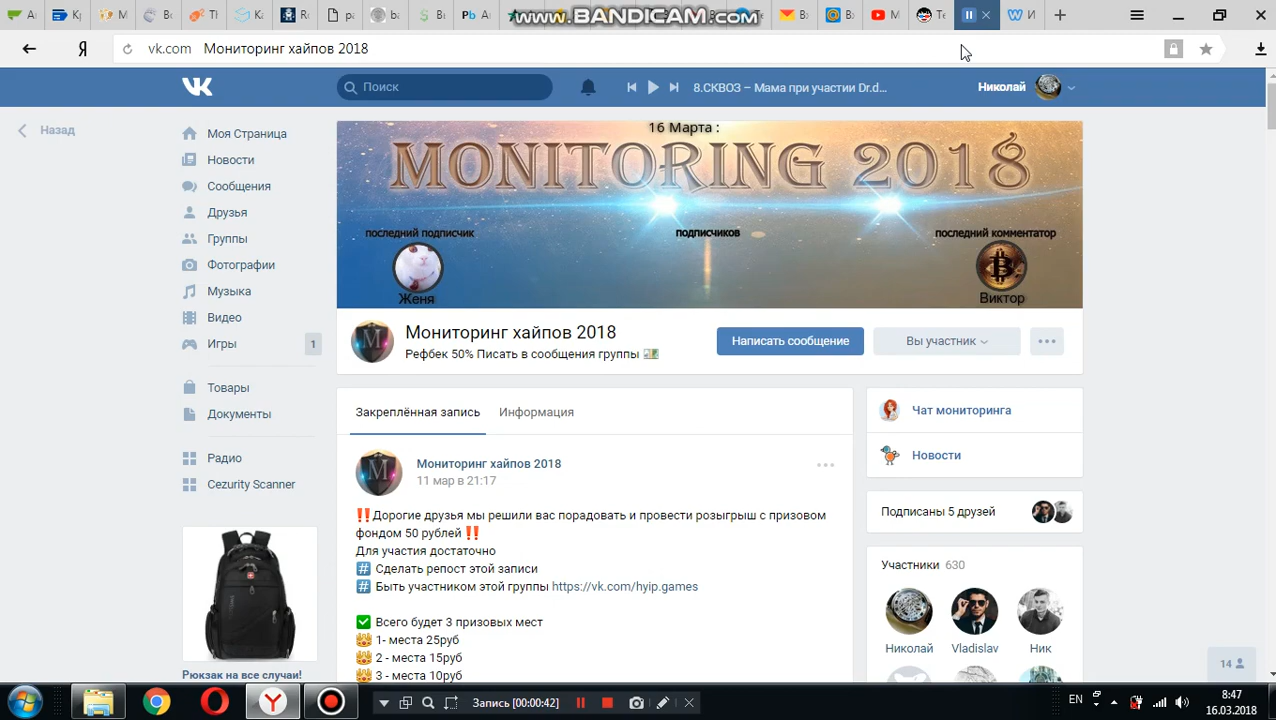 www.BANDICAM.com
vk.com Мониторинг хайпов 2018
Поиск
8.СКВОЗ – Мама при участии Dr.d...
Николай
Назад
Моя Страница
Новости
Сообщения
Друзья
Группы
Фотографии
Музыка
Видео
Игры 1
Товары
Документы
Радио
Cezurity Scanner
Рюкзак на все случаи!
16 Марта :
MONITORING 2018
последний подписчик
подписчиков
последний комментатор
Женя
Виктор
Мониторинг хайпов 2018
Рефбек 50% Писать в сообщения группы
Написать сообщение
Вы участник
Закреплённая запись Информация
Мониторинг хайпов 2018
11 мар в 21:17
‼Дорогие друзья мы решили вас порадовать и провести розыгрыш с призовым
фондом 50 рублей ‼
Для участия достаточно
#️⃣ Сделать репост этой записи
#️⃣ Быть участником этой группы https://vk.com/hyip.games
✅ Всего будет 3 призовых мест
1- места 25руб
2 - места 15руб
3 - места 10руб
Чат мониторинга
Новости
Подписаны 5 друзей
Участники 630
Николай Vladislav Ник
14
Запись [00:00:42]
EN
8:47
16.03.2018